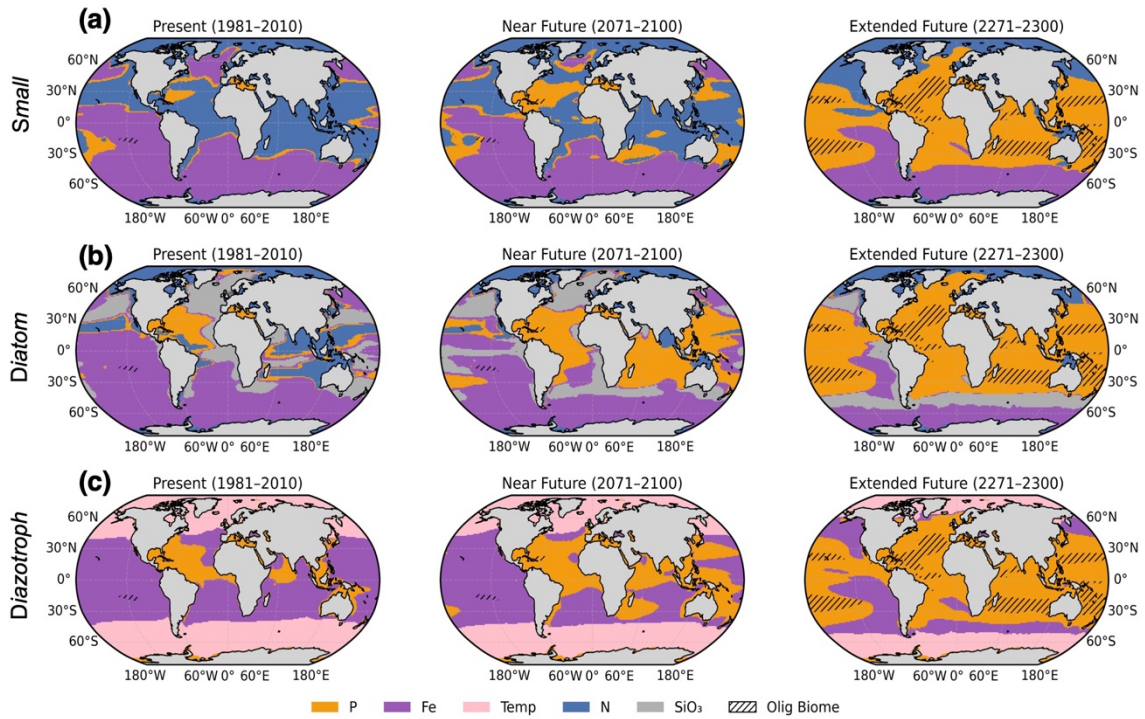 (a)
Present (1981–2010)
Near Future (2071–2100)
Extended Future (2271–2300)
Small
60°N
30°N
0°
30°S
60°S
60°N
30°N
0°
30°S
60°S
180°W 60°W 0° 60°E 180°E
180°W 60°W 0° 60°E 180°E
180°W 60°W 0° 60°E 180°E
(b)
Present (1981–2010)
Near Future (2071–2100)
Extended Future (2271–2300)
Diatom
60°N
30°N
0°
30°S
60°S
60°N
30°N
0°
30°S
60°S
180°W 60°W 0° 60°E 180°E
180°W 60°W 0° 60°E 180°E
180°W 60°W 0° 60°E 180°E
(c)
Present (1981–2010)
Near Future (2071–2100)
Extended Future (2271–2300)
Diazotroph
60°N
30°N
0°
30°S
60°S
60°N
30°N
0°
30°S
60°S
180°W 60°W 0° 60°E 180°E
180°W 60°W 0° 60°E 180°E
180°W 60°W 0° 60°E 180°E
P Fe Temp N SiO₃ Olig Biome